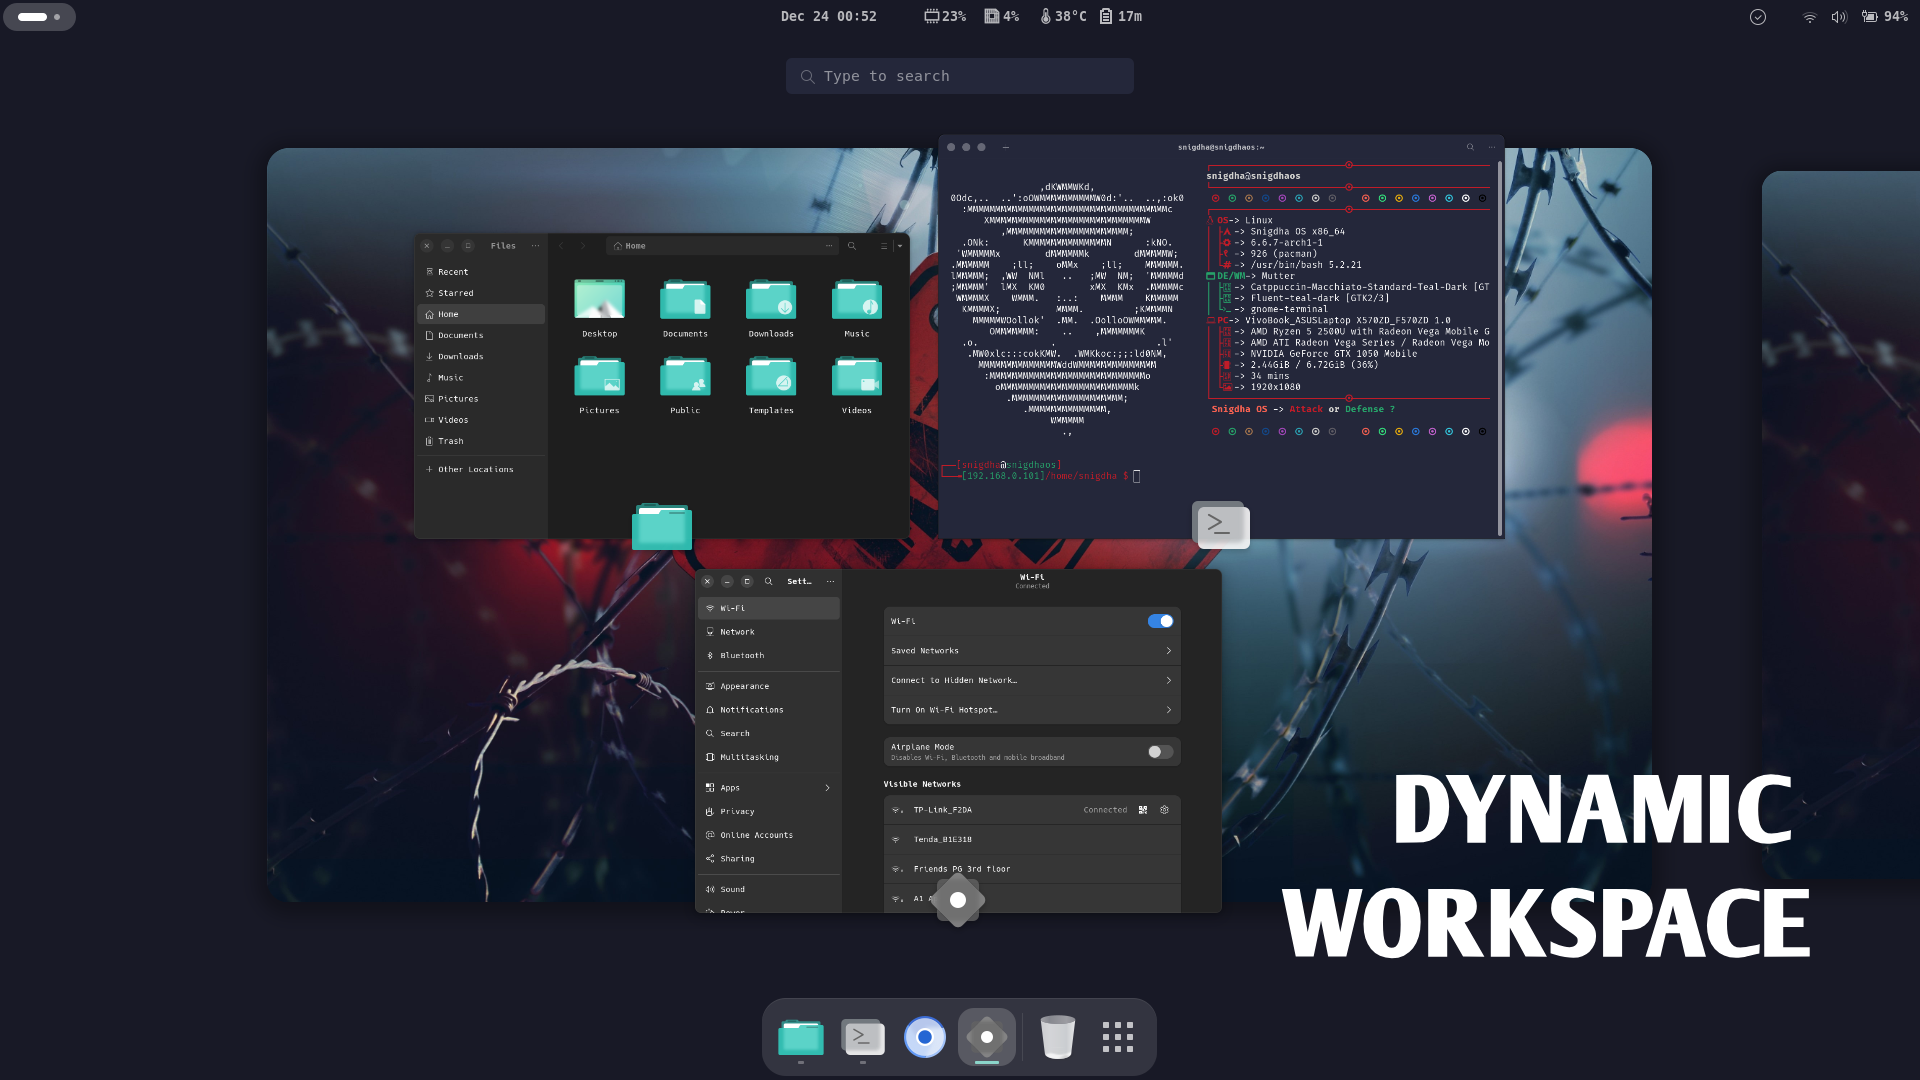 Dec 24 00:52
23%
4%
38°C
17m
94%
Type to search
Files
Home
Recent
Starred
Home
Documents
Downloads
Music
Pictures
Videos
Trash
Other Locations
Desktop
Documents
Downloads
Music
Pictures
Public
Templates
Videos
snigdha@snigdhaos:~
snigdha@snigdhaos
OS-> Linux
-> Snigdha OS x86_64
-> 6.6.7-arch1-1
-> 926 (pacman)
-> /usr/bin/bash 5.2.21
DE/WM-> Mutter
-> Catppuccin-Macchiato-Standard-Teal-Dark [GT
-> Fluent-teal-dark [GTK2/3]
-> gnome-terminal
PC-> VivoBook_ASUSLaptop X570ZD_F570ZD 1.0
-> AMD Ryzen 5 2500U with Radeon Vega Mobile G
-> AMD ATI Radeon Vega Series / Radeon Vega Mo
-> NVIDIA GeForce GTX 1050 Mobile
-> 2.44GiB / 6.72GiB (36%)
-> 34 mins
-> 1920x1080
Snigdha OS -> Attack or Defense ?
[snigdha@snigdhaos]
[192.168.0.101]/home/snigdha $
Sett…
Wi-Fi
Network
Bluetooth
Appearance
Notifications
Search
Multitasking
Apps
Privacy
Online Accounts
Sharing
Sound
Power
Wi-Fi
Connected
Wi-Fi
Saved Networks
Connect to Hidden Network…
Turn On Wi-Fi Hotspot…
Airplane Mode
Disables Wi-Fi, Bluetooth and mobile broadband
Visible Networks
TP-Link_F2DA Connected
Tenda_B1E318
Friends PG 3rd floor
A1
DYNAMIC
WORKSPACE